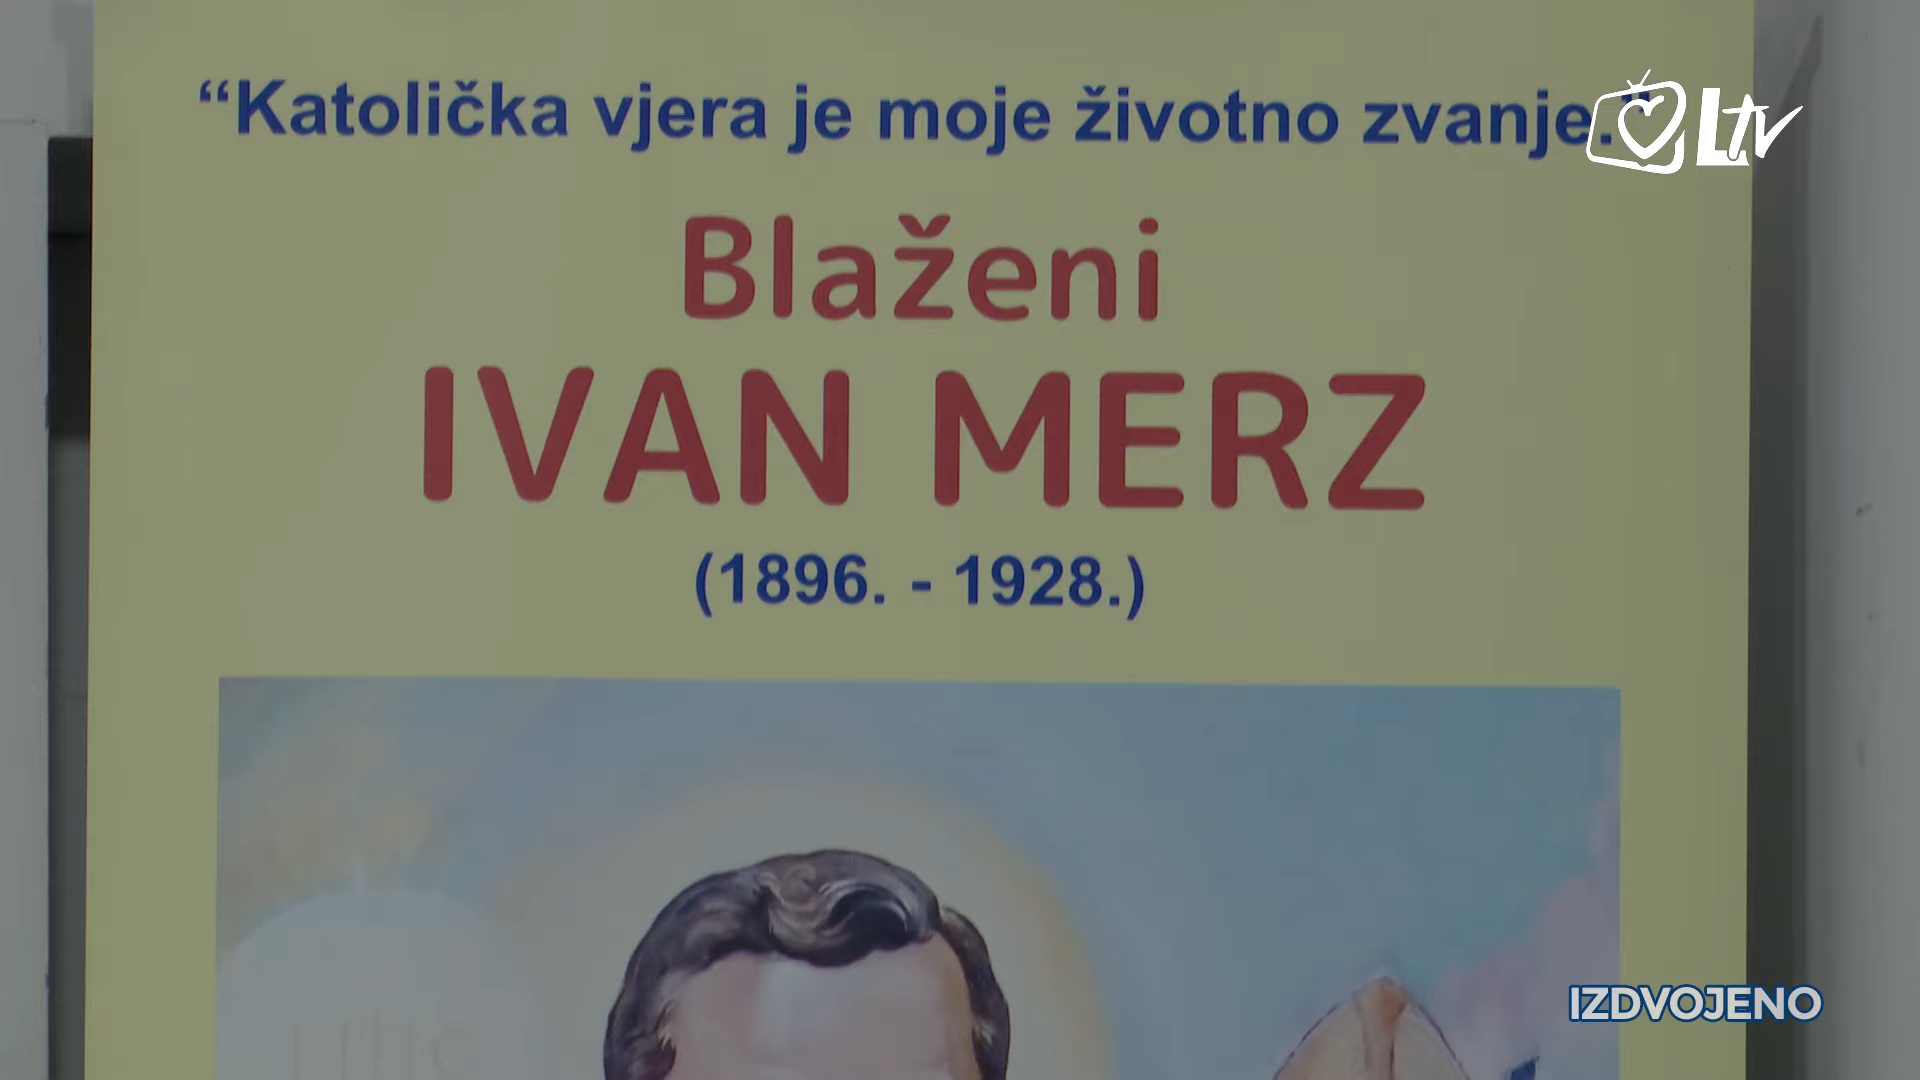 “Katolička vjera je moje životno zvanje.”
LTV
Blaženi
IVAN MERZ
(1896. - 1928.)
IZDVOJENO